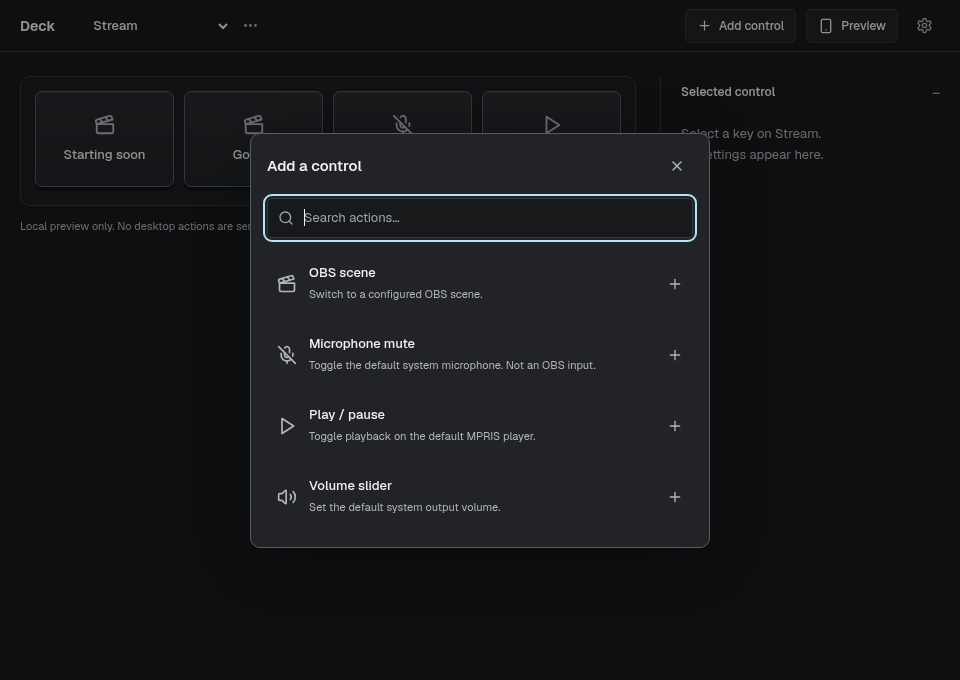 Deck
Stream
Add control
Preview
Selected control
Starting soon
Go
Select a key on Stream.
ettings appear here.
Local preview only. No desktop actions are se
Add a control
Search actions…
OBS scene
Switch to a configured OBS scene.
Microphone mute
Toggle the default system microphone. Not an OBS input.
Play / pause
Toggle playback on the default MPRIS player.
Volume slider
Set the default system output volume.